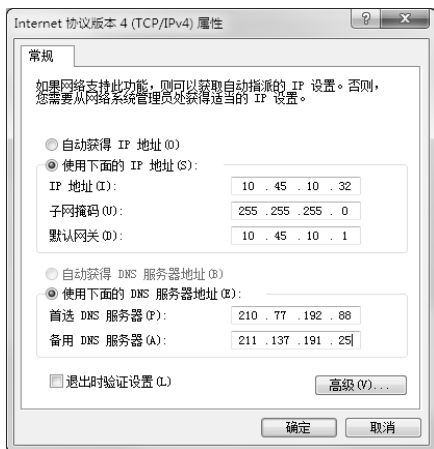 Internet 协议版本 4 (TCP/IPv4) 属性
常规
如果网络支持此功能，则可以获取自动指派的 IP 设置。否则，
您需要从网络系统管理员处获得适当的 IP 设置。
自动获得 IP 地址(O)
使用下面的 IP 地址(S):
IP 地址(I): 10 . 45 . 10 . 32
子网掩码(U): 255 .255 .255 . 0
默认网关(D): 10 . 45 . 10 . 1
自动获得 DNS 服务器地址(B)
使用下面的 DNS 服务器地址(E):
首选 DNS 服务器(P): 210 . 77 .192 . 88
备用 DNS 服务器(A): 211 .137 .191 . 25
退出时验证设置(L)
高级(V)...
确定 取消